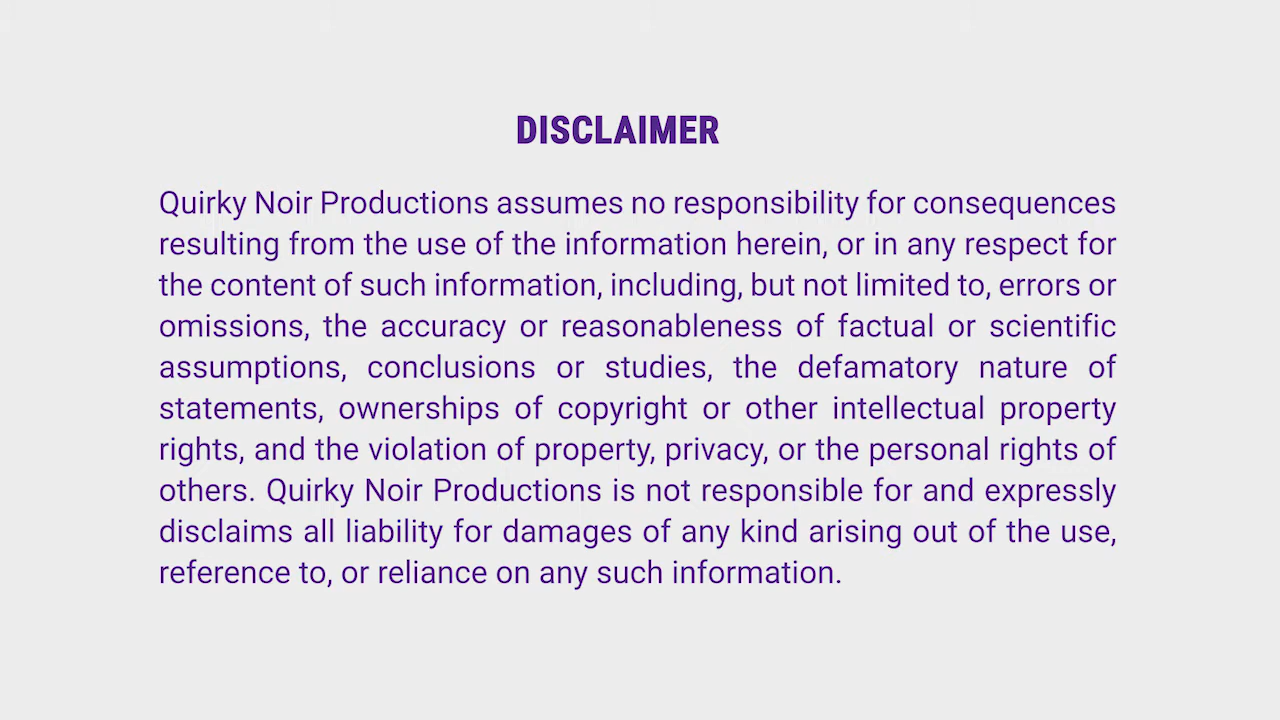 DISCLAIMER
Quirky Noir Productions assumes no responsibility for consequences
resulting from the use of the information herein, or in any respect for
the content of such information, including, but not limited to, errors or
omissions, the accuracy or reasonableness of factual or scientific
assumptions, conclusions or studies, the defamatory nature of
statements, ownerships of copyright or other intellectual property
rights, and the violation of property, privacy, or the personal rights of
others. Quirky Noir Productions is not responsible for and expressly
disclaims all liability for damages of any kind arising out of the use,
reference to, or reliance on any such information.